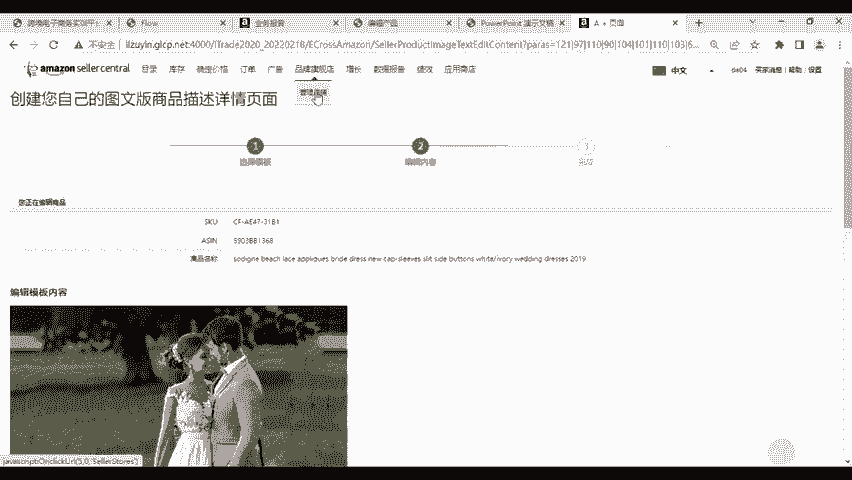 跨境电子商务实训平台 Flow 业务报告 编辑产品 PowerPoint 演示文稿 A + 页面
不安全 ilzuyin.glcp.net:4000/ITrade2020_20220218/ECrossAmazon/SellerProductImageTextEditContent?paras=121|97|110|90|104|101|110|103|6...
amazon seller central 目录 库存 确定价格 订单 广告 品牌旗舰店 增长 数据报告 绩效 应用商店 中文 买家消息 | 帮助 | 设置
管理店铺
创建您自己的图文版商品描述详情页面
1 2 3
选择模板 编辑内容 完成
您正在编辑商品
SKU CF-AE47-31B1
ASIN S903BB1368
商品名称 sodigne beach lace appliques bride dress new cap-sleeves slit side buttons white/ivory wedding dresses 2019
编辑模板内容
javascript:OnclickUrl(5,0,'SellerStores')